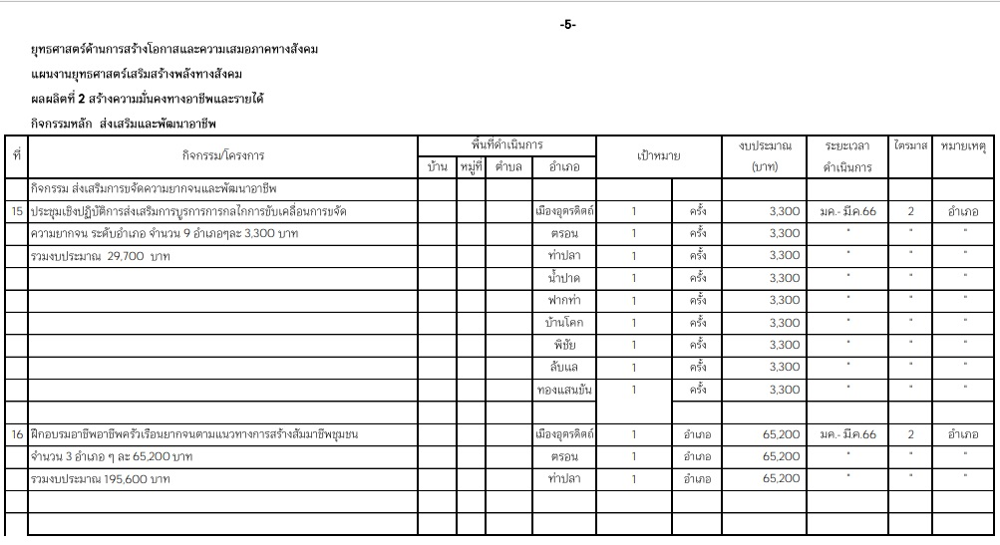 -5-
ยุทธศาสตร์ด้านการสร้างโอกาสและความเสมอภาคทางสังคม
แผนงานยุทธศาสตร์เสริมสร้างพลังทางสังคม
ผลผลิตที่ 2 สร้างความมั่นคงทางอาชีพและรายได้
กิจกรรมหลัก ส่งเสริมและพัฒนาอาชีพ
ที่ กิจกรรม/โครงการ พื้นที่ดำเนินการ เป้าหมาย งบประมาณ ระยะเวลา ไตรมาส หมายเหตุ
บ้าน หมู่ที่ ตำบล อำเภอ (บาท) ดำเนินการ
กิจกรรม ส่งเสริมการขจัดความยากจนและพัฒนาอาชีพ
15 ประชุมเชิงปฏิบัติการส่งเสริมการบูรการการกลไกการขับเคลื่อนการขจัด เมืองอุตรดิตถ์ 1 ครั้ง 3,300 มค.- มี.ค.66 2 อำเภอ
ความยากจน ระดับอำเภอ จำนวน 9 อำเภอๆละ 3,300 บาท ตรอน 1 ครั้ง 3,300 " " "
รวมงบประมาณ 29,700 บาท ท่าปลา 1 ครั้ง 3,300 " " "
น้ำปาด 1 ครั้ง 3,300 " " "
ฟากท่า 1 ครั้ง 3,300 " " "
บ้านโคก 1 ครั้ง 3,300 " " "
พิชัย 1 ครั้ง 3,300 " " "
ลับแล 1 ครั้ง 3,300 " " "
ทองแสนขัน 1 ครั้ง 3,300 " " "
16 ฝึกอบรมอาชีพอาชีพครัวเรือนยากจนตามแนวทางการสร้างสัมมาชีพชุมชน เมืองอุตรดิตถ์ 1 อำเภอ 65,200 มค.- มี.ค.66 2 อำเภอ
จำนวน 3 อำเภอ ๆ ละ 65,200 บาท ตรอน 1 อำเภอ 65,200 " " "
รวมงบประมาณ 195,600 บาท ท่าปลา 1 อำเภอ 65,200 " " "